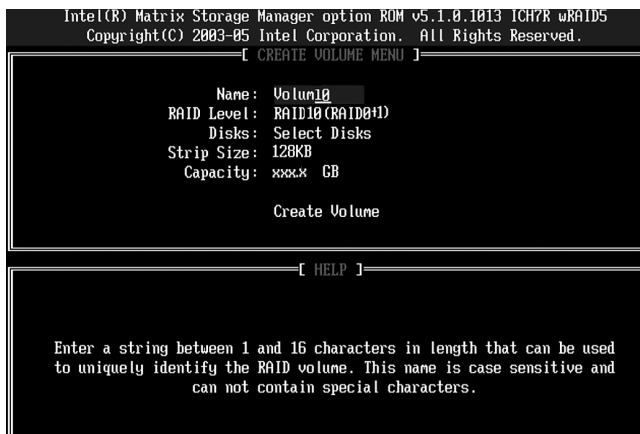 Intel(R) Matrix Storage Manager option ROM v5.1.0.1013 ICH7R wRAID5
Copyright(C) 2003-05 Intel Corporation. All Rights Reserved.
[ CREATE VOLUME MENU ]
Name: Volum10
RAID Level: RAID10(RAID0+1)
Disks: Select Disks
Strip Size: 128KB
Capacity: xxx.x GB
Create Volume
[ HELP ]
Enter a string between 1 and 16 characters in length that can be used
to uniquely identify the RAID volume. This name is case sensitive and
can not contain special characters.